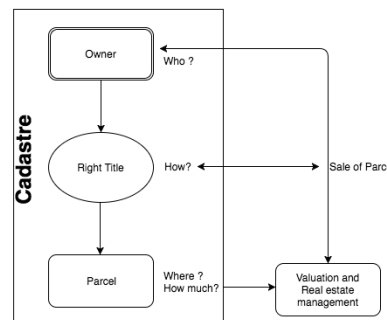 Cadastre
Owner
Who ?
Right Title
How?
Sale of Parc
Parcel
Where ?
How much?
Valuation and
Real estate
management